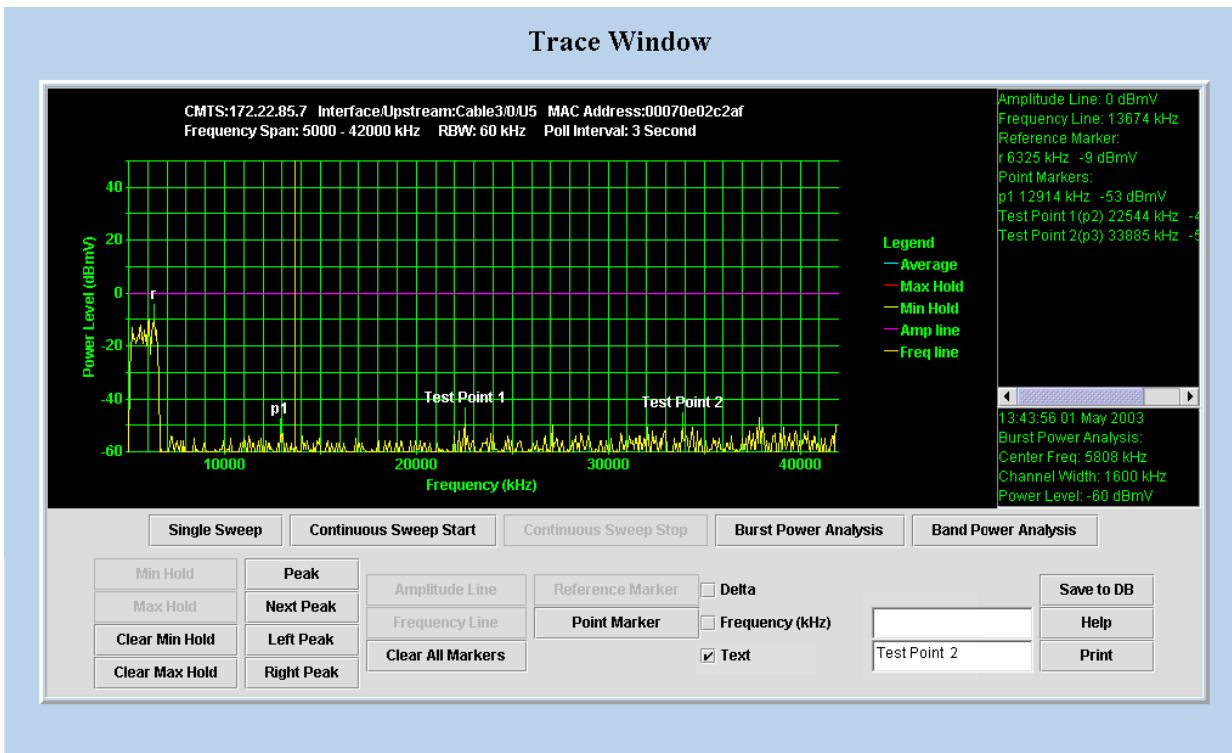 Trace Window
CMTS:172.22.85.7 Interface/Upstream:Cable3/0/U5 MAC Address:00070e02c2af
Frequency Span: 5000 - 42000 kHz RBW: 60 kHz Poll Interval: 3 Second
40
20
0
-20
-40
-60
Power Level (dBmV)
r
p1
Test Point 1
Test Point 2
10000
20000
30000
40000
Frequency (kHz)
Legend
Average
Max Hold
Min Hold
Amp line
Freq line
Amplitude Line: 0 dBmV
Frequency Line: 13674 kHz
Reference Marker:
r 6325 kHz -9 dBmV
Point Markers:
p1 12914 kHz -53 dBmV
Test Point 1(p2) 22544 kHz
Test Point 2(p3) 33885 kHz
13:43:56 01 May 2003
Burst Power Analysis:
Center Freq: 5808 kHz
Channel Width: 1600 kHz
Power Level: -60 dBmV
Single Sweep
Continuous Sweep Start
Continuous Sweep Stop
Burst Power Analysis
Band Power Analysis
Min Hold
Max Hold
Clear Min Hold
Clear Max Hold
Peak
Next Peak
Left Peak
Right Peak
Amplitude Line
Frequency Line
Clear All Markers
Reference Marker
Point Marker
Delta
Frequency (kHz)
Text
Test Point 2
Save to DB
Help
Print